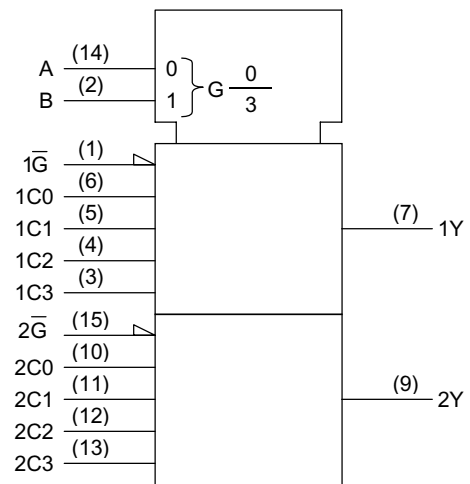 A (14) 0
B (2) 1
G 0/3
1G̅ (1)
1C0 (6)
1C1 (5)
1C2 (4)
1C3 (3)
(7) 1Y
2G̅ (15)
2C0 (10)
2C1 (11)
2C2 (12)
2C3 (13)
(9) 2Y